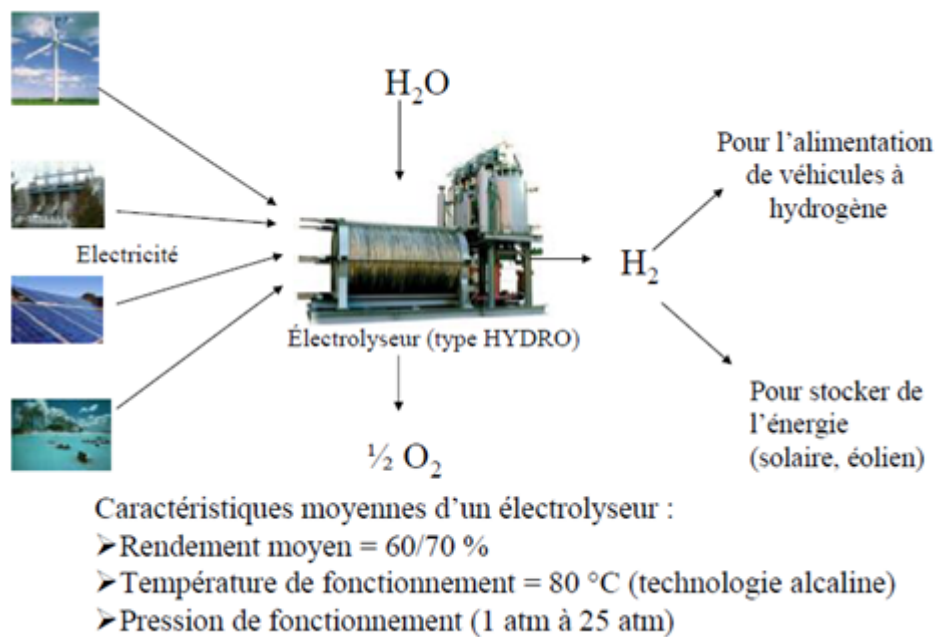 H₂O
Pour l’alimentation
de véhicules à
hydrogène
Electricité
H₂
Électrolyseur (type HYDRO)
Pour stocker de
l’énergie
(solaire, éolien)
½ O₂
Caractéristiques moyennes d’un électrolyseur :
➤Rendement moyen = 60/70 %
➤Température de fonctionnement = 80 °C (technologie alcaline)
➤Pression de fonctionnement (1 atm à 25 atm)